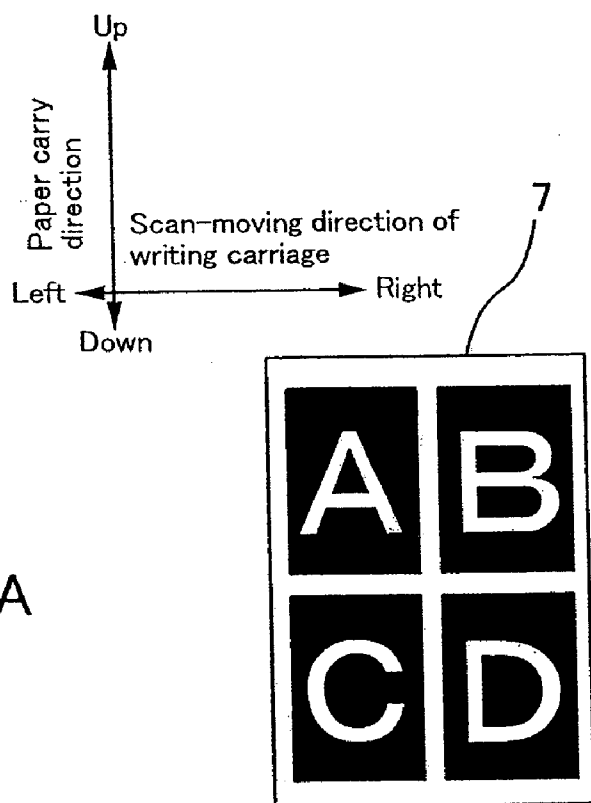 Up
Paper carry
direction
Scan-moving direction of
writing carriage
Left
Right
Down
7
A B
C D
A